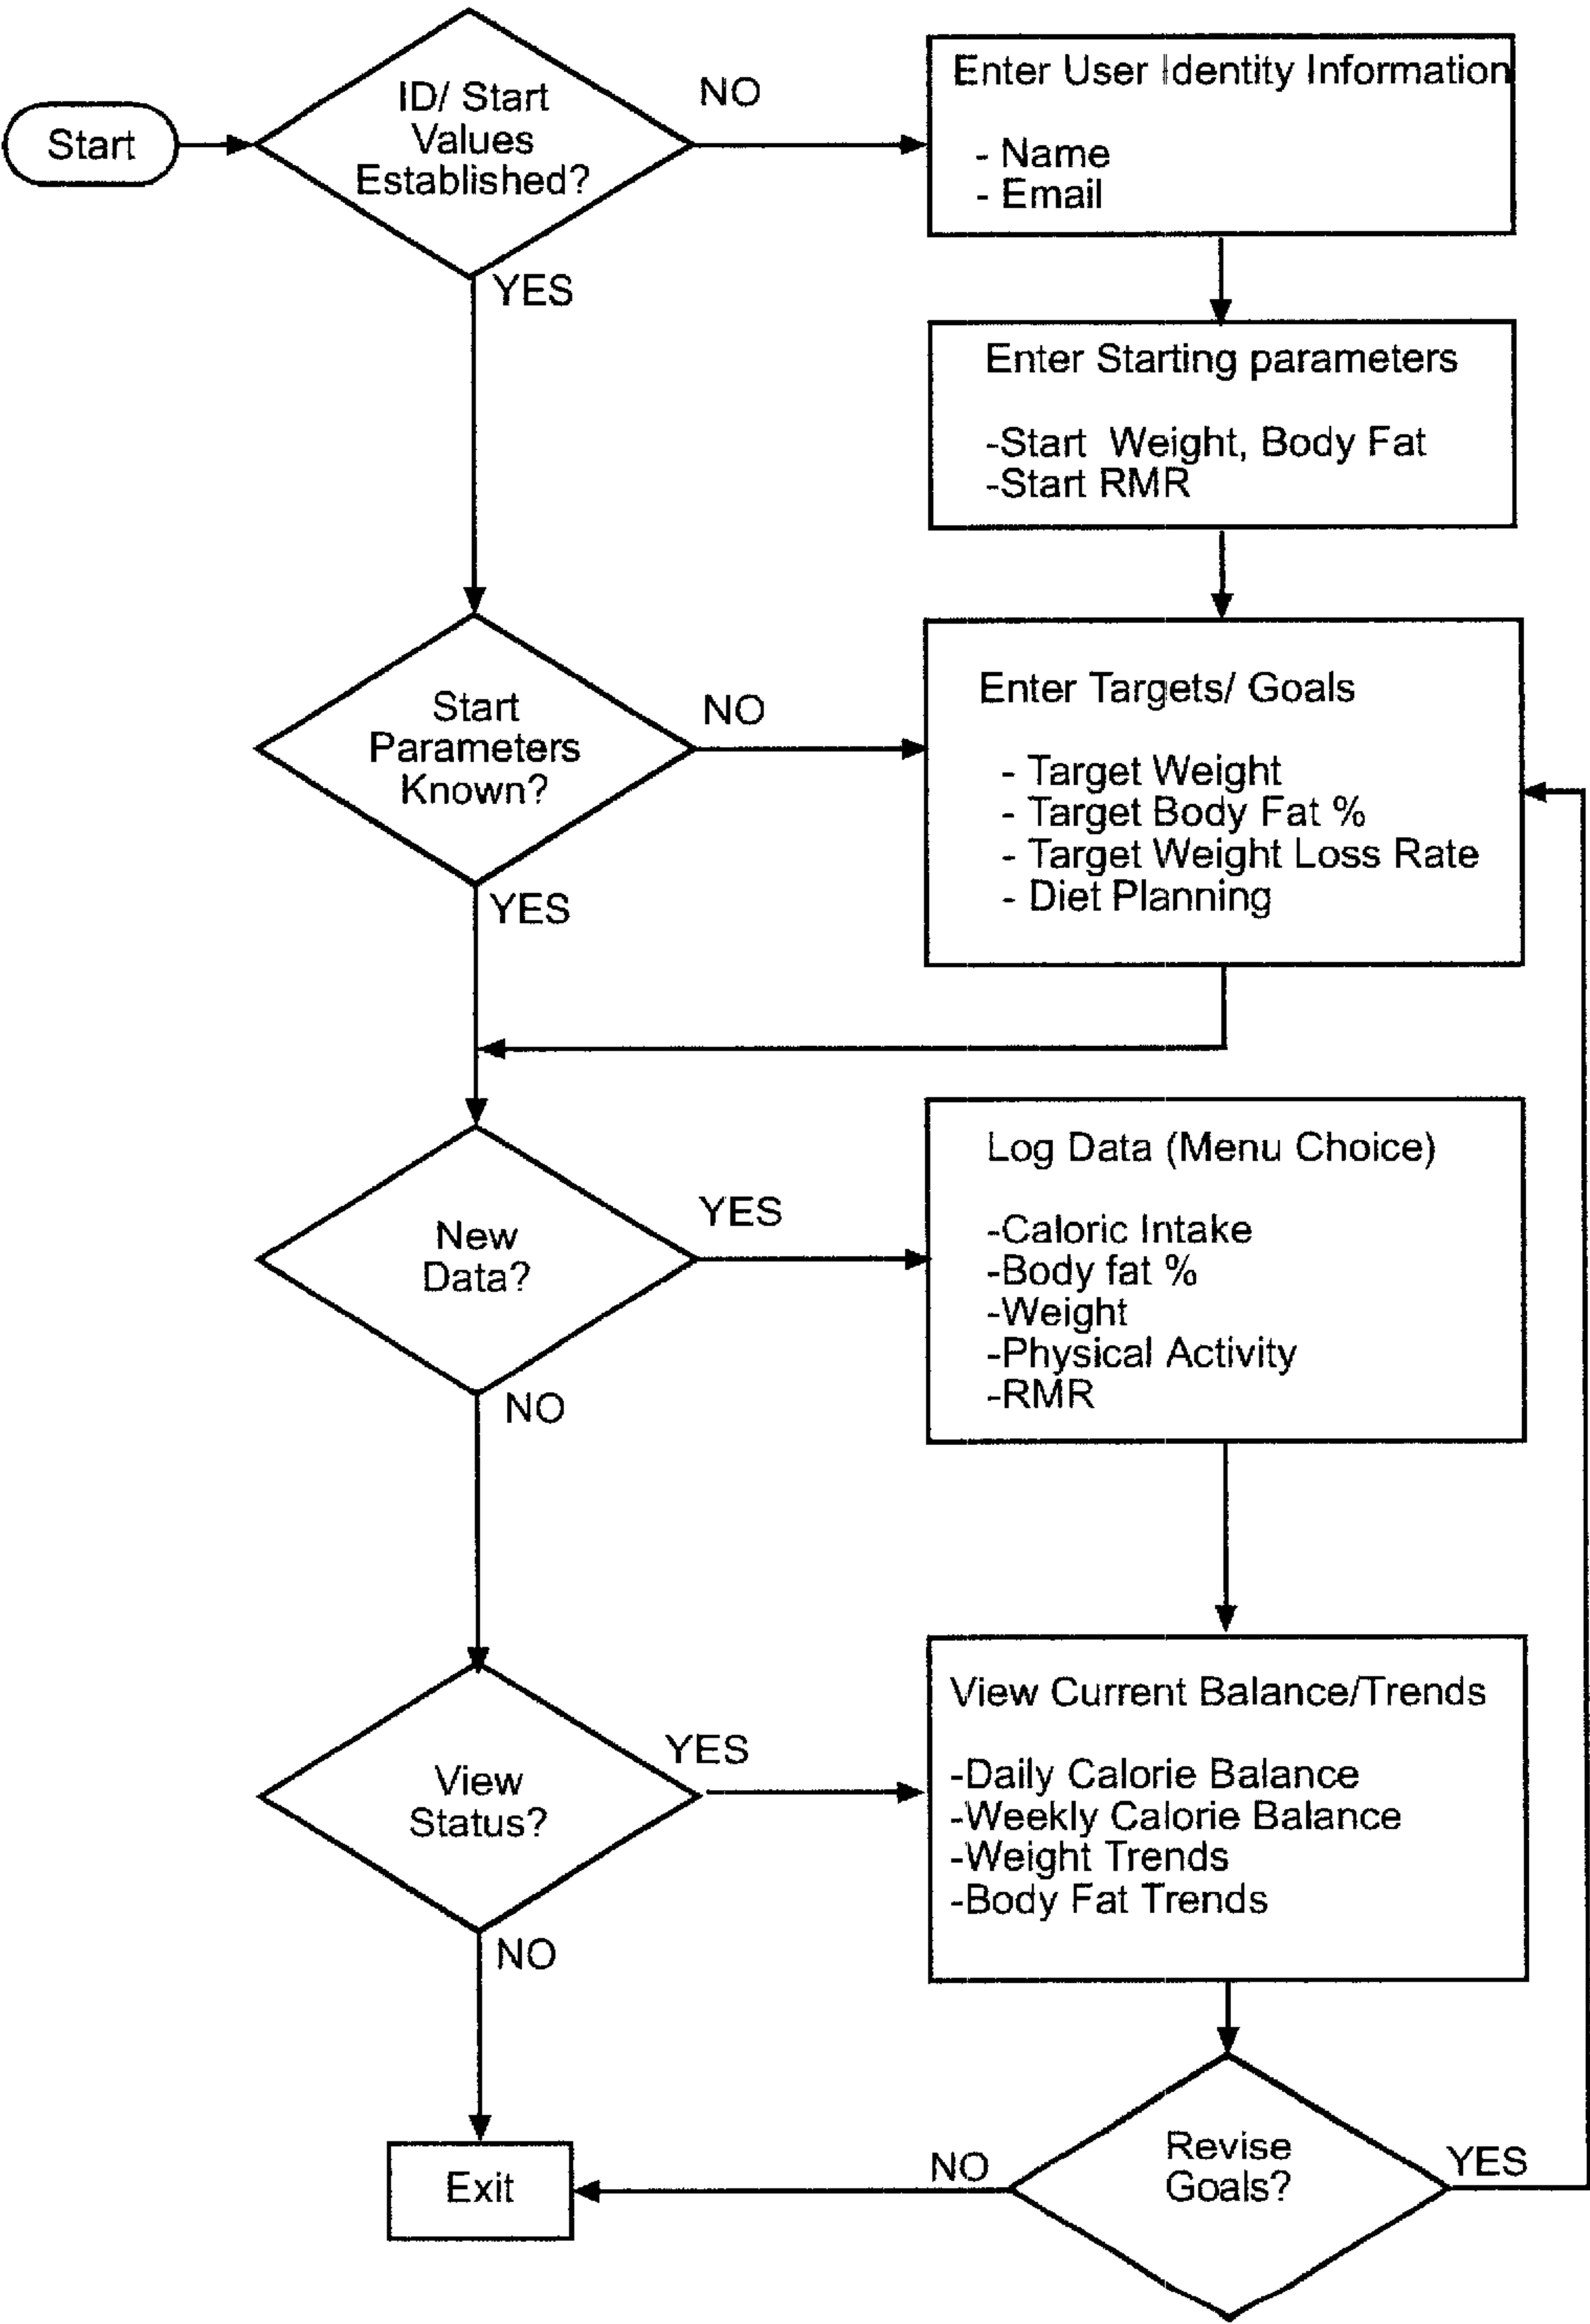 Start
ID/ Start
Values
Established?
NO
YES
Enter User Identity Information
- Name
- Email
Enter Starting parameters
-Start Weight, Body Fat
-Start RMR
Start
Parameters
Known?
NO
YES
Enter Targets/ Goals
- Target Weight
- Target Body Fat %
- Target Weight Loss Rate
- Diet Planning
New
Data?
YES
NO
Log Data (Menu Choice)
-Caloric Intake
-Body fat %
-Weight
-Physical Activity
-RMR
View
Status?
YES
NO
View Current Balance/Trends
-Daily Calorie Balance
-Weekly Calorie Balance
-Weight Trends
-Body Fat Trends
Revise
Goals?
NO
YES
Exit